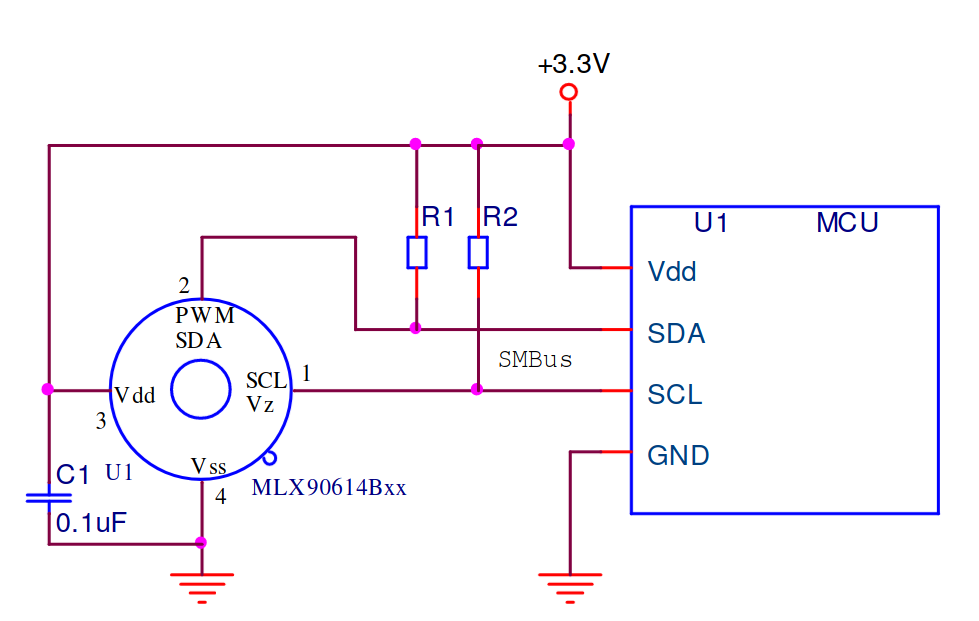 +3.3V
R1 R2
U1 MCU
Vdd
SDA
SCL
GND
SMBus
2
PWM
SDA
1
SCL
Vz
Vdd
3
Vss
4
U1
MLX90614Bxx
C1
0.1uF